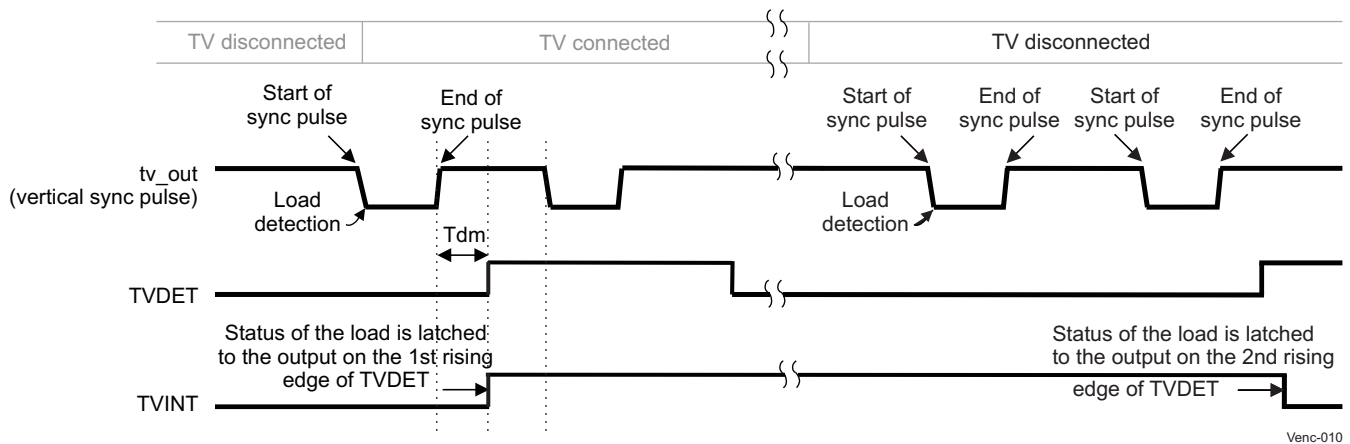 TV disconnected
TV connected
TV disconnected
Start of
sync pulse
End of
sync pulse
Start of
sync pulse
End of
sync pulse
Start of
sync pulse
End of
sync pulse
tv_out
(vertical sync pulse)
Load
detection
Load
detection
Tdm
TVDET
Status of the load is latched
to the output on the 1st rising
edge of TVDET
Status of the load is latched
to the output on the 2nd rising
edge of TVDET
TVINT
Venc-010